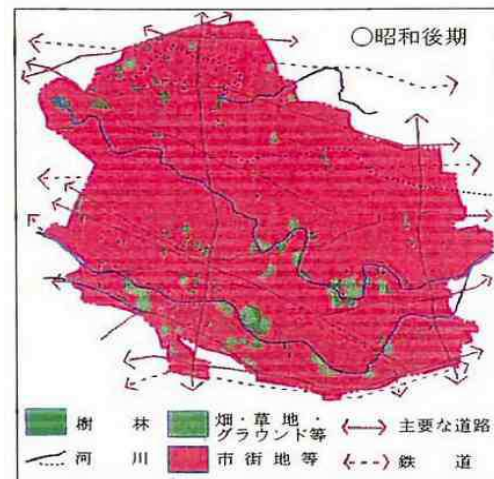 ○昭和後期
樹林
畑・草地・
グラウンド等
主要な道路
河川
市街地等
鉄道